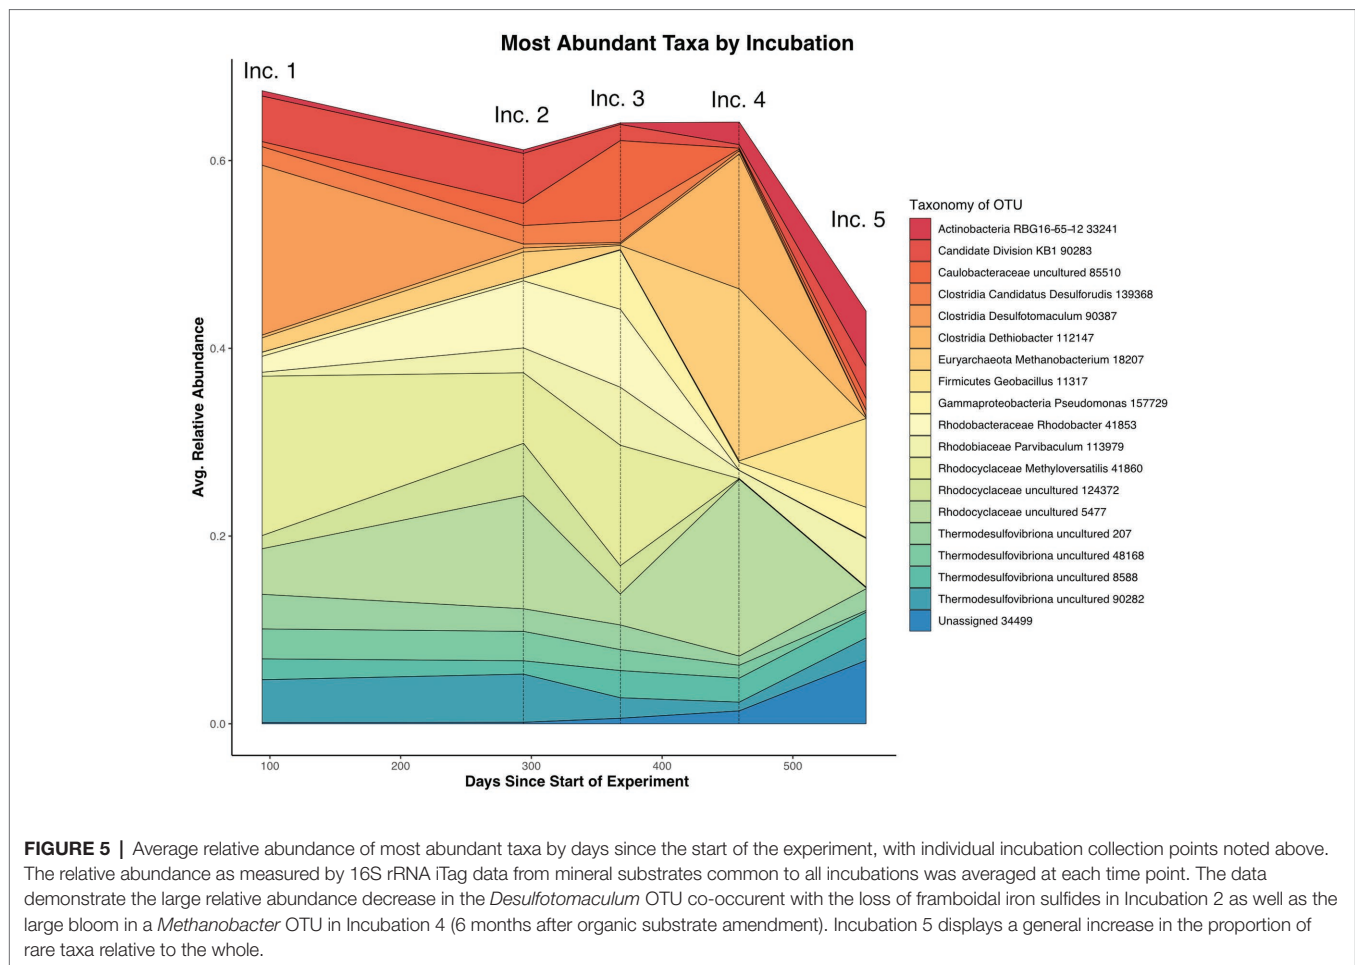 Most Abundant Taxa by Incubation
Inc. 1
Inc. 2
Inc. 3
Inc. 4
Inc. 5
0.6
0.4
0.2
0.0
Avg. Relative Abundance
100
200
300
400
500
Days Since Start of Experiment
Taxonomy of OTU
Actinobacteria RBG16-55-12 33241
Candidate Division KB1 90283
Caulobacteraceae uncultured 85510
Clostridia Candidatus Desulforudis 139368
Clostridia Desulfotomaculum 90387
Clostridia Dethiobacter 112147
Euryarchaeota Methanobacterium 18207
Firmicutes Geobacillus 11317
Gammaproteobacteria Pseudomonas 157729
Rhodobacteraceae Rhodobacter 41853
Rhodobiaceae Parvibaculum 113979
Rhodocyclaceae Methyloversatilis 41860
Rhodocyclaceae uncultured 124372
Rhodocyclaceae uncultured 5477
Thermodesulfovibriona uncultured 207
Thermodesulfovibriona uncultured 48168
Thermodesulfovibriona uncultured 8588
Thermodesulfovibriona uncultured 90282
Unassigned 34499
FIGURE 5 | Average relative abundance of most abundant taxa by days since the start of the experiment, with individual incubation collection points noted above.
The relative abundance as measured by 16S rRNA iTag data from mineral substrates common to all incubations was averaged at each time point. The data
demonstrate the large relative abundance decrease in the Desulfotomaculum OTU co-occurent with the loss of framboidal iron sulfides in Incubation 2 as well as the
large bloom in a Methanobacter OTU in Incubation 4 (6 months after organic substrate amendment). Incubation 5 displays a general increase in the proportion of
rare taxa relative to the whole.